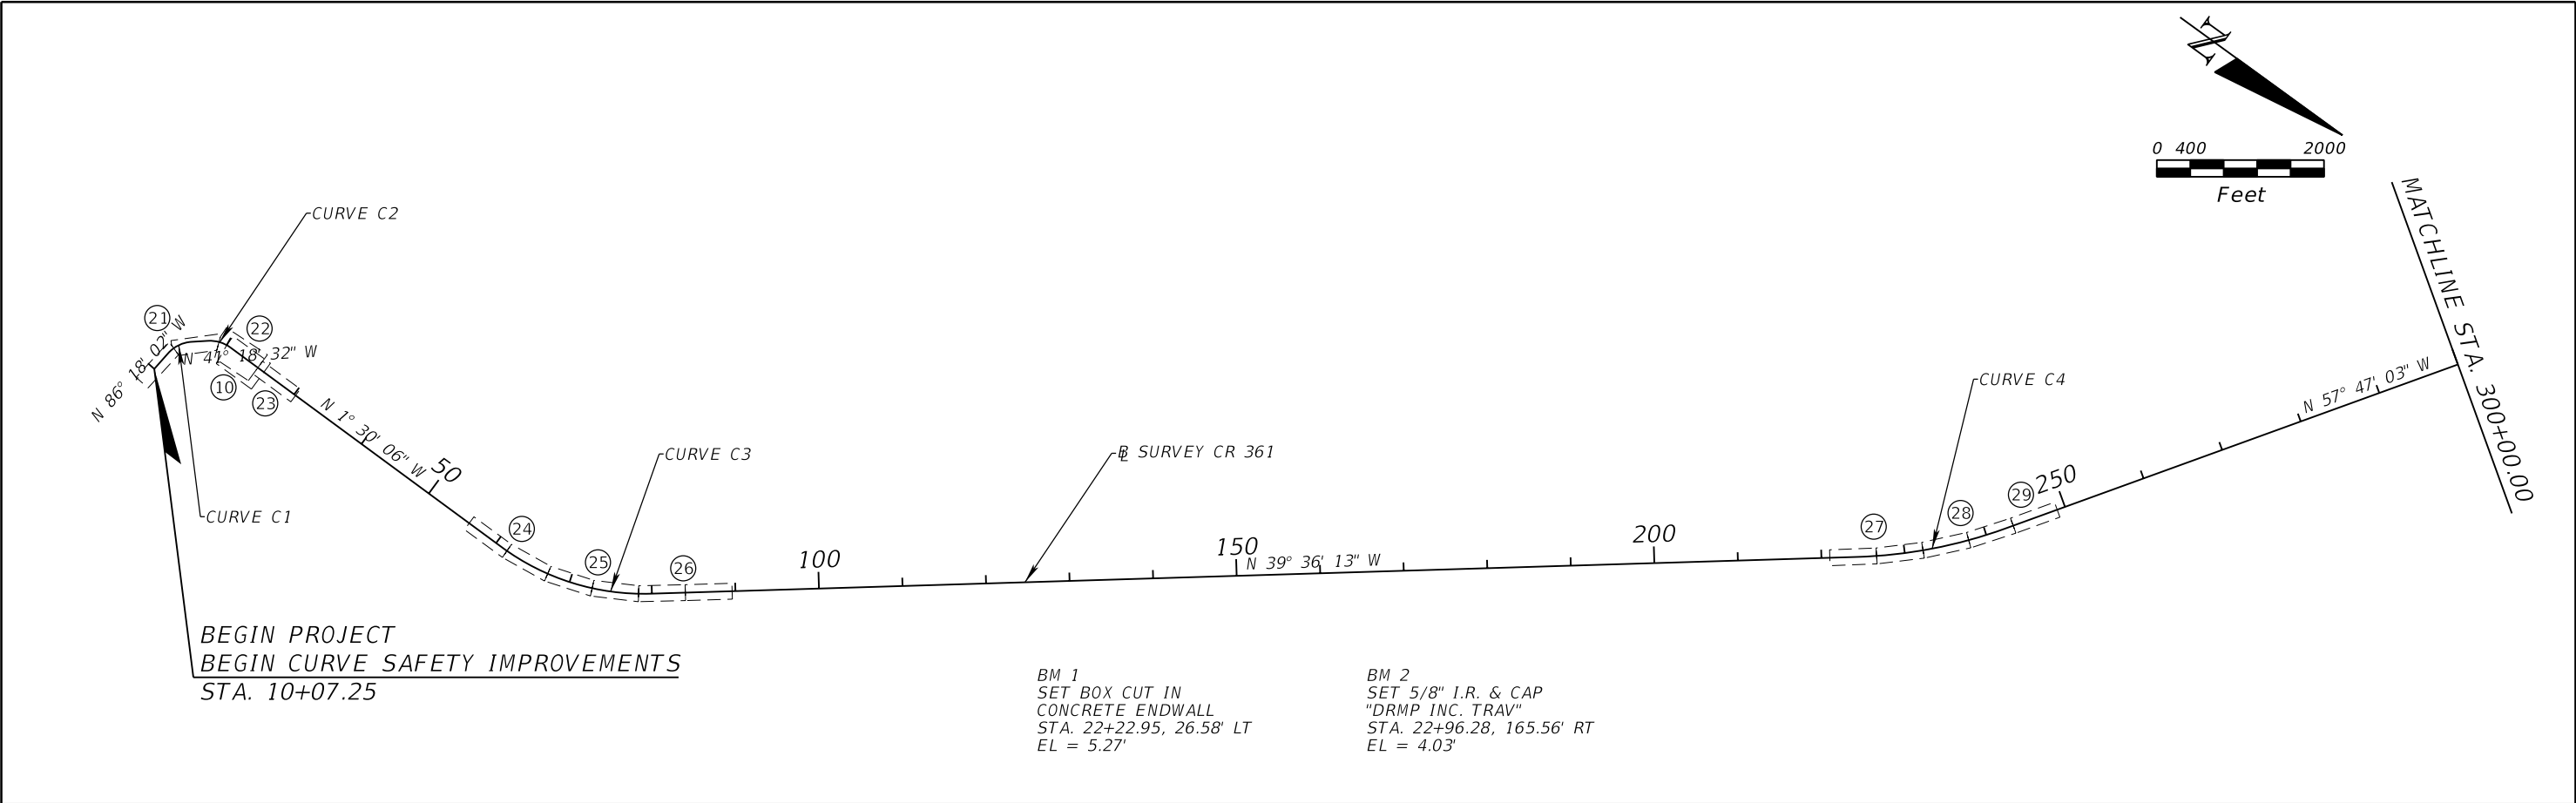 N
0 400 2000
Feet
MATCHLINE STA. 300+00.00
CURVE C2
21
22
N 86° 18' 02" W
N 41° 18' 32" W
10
23
N 1° 30' 06" W
50
CURVE C1
CURVE C3
24
25
26
100
BL SURVEY CR 361
150
N 39° 36' 13" W
200
CURVE C4
27
28
29
250
N 57° 47' 03" W
BEGIN PROJECT
BEGIN CURVE SAFETY IMPROVEMENTS
STA. 10+07.25
BM 1
SET BOX CUT IN
CONCRETE ENDWALL
STA. 22+22.95, 26.58' LT
EL = 5.27'
BM 2
SET 5/8" I.R. & CAP
"DRMP INC. TRAV"
STA. 22+96.28, 165.56' RT
EL = 4.03'